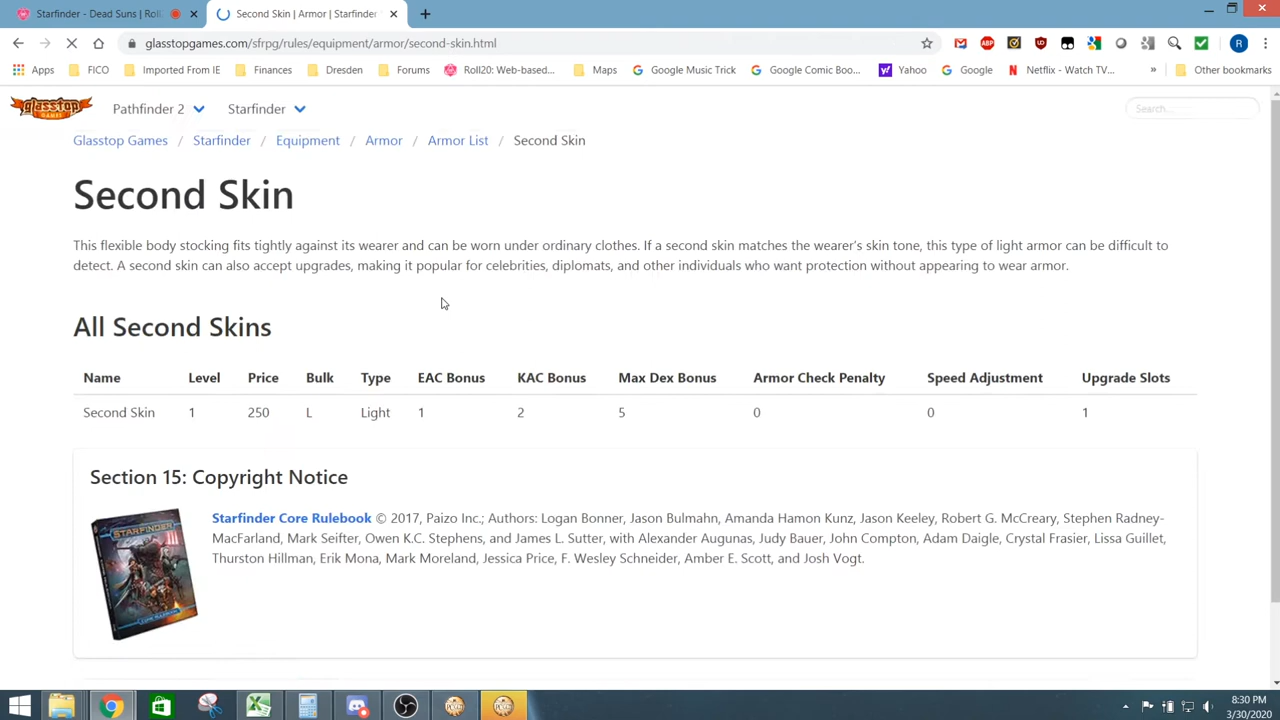 Starfinder - Dead Suns | Roll
Second Skin | Armor | Starfinder
glasstopgames.com/sfrpg/rules/equipment/armor/second-skin.html
Apps FICO Imported From IE Finances Dresden Forums Roll20: Web-based... Maps Google Music Trick Google Comic Boo... Yahoo Google Netflix - Watch TV... » Other bookmarks
glasstop GAMES Pathfinder 2 Starfinder Search...
Glasstop Games / Starfinder / Equipment / Armor / Armor List / Second Skin
Second Skin
This flexible body stocking fits tightly against its wearer and can be worn under ordinary clothes. If a second skin matches the wearer's skin tone, this type of light armor can be difficult to
detect. A second skin can also accept upgrades, making it popular for celebrities, diplomats, and other individuals who want protection without appearing to wear armor.
All Second Skins
Name Level Price Bulk Type EAC Bonus KAC Bonus Max Dex Bonus Armor Check Penalty Speed Adjustment Upgrade Slots
Second Skin 1 250 L Light 1 2 5 0 0 1
Section 15: Copyright Notice
Starfinder Core Rulebook © 2017, Paizo Inc.; Authors: Logan Bonner, Jason Bulmahn, Amanda Hamon Kunz, Jason Keeley, Robert G. McCreary, Stephen Radney-
MacFarland, Mark Seifter, Owen K.C. Stephens, and James L. Sutter, with Alexander Augunas, Judy Bauer, John Compton, Adam Daigle, Crystal Frasier, Lissa Guillet,
Thurston Hillman, Erik Mona, Mark Moreland, Jessica Price, F. Wesley Schneider, Amber E. Scott, and Josh Vogt.
STARFINDER
CORE RULEBOOK
8:30 PM
3/30/2020